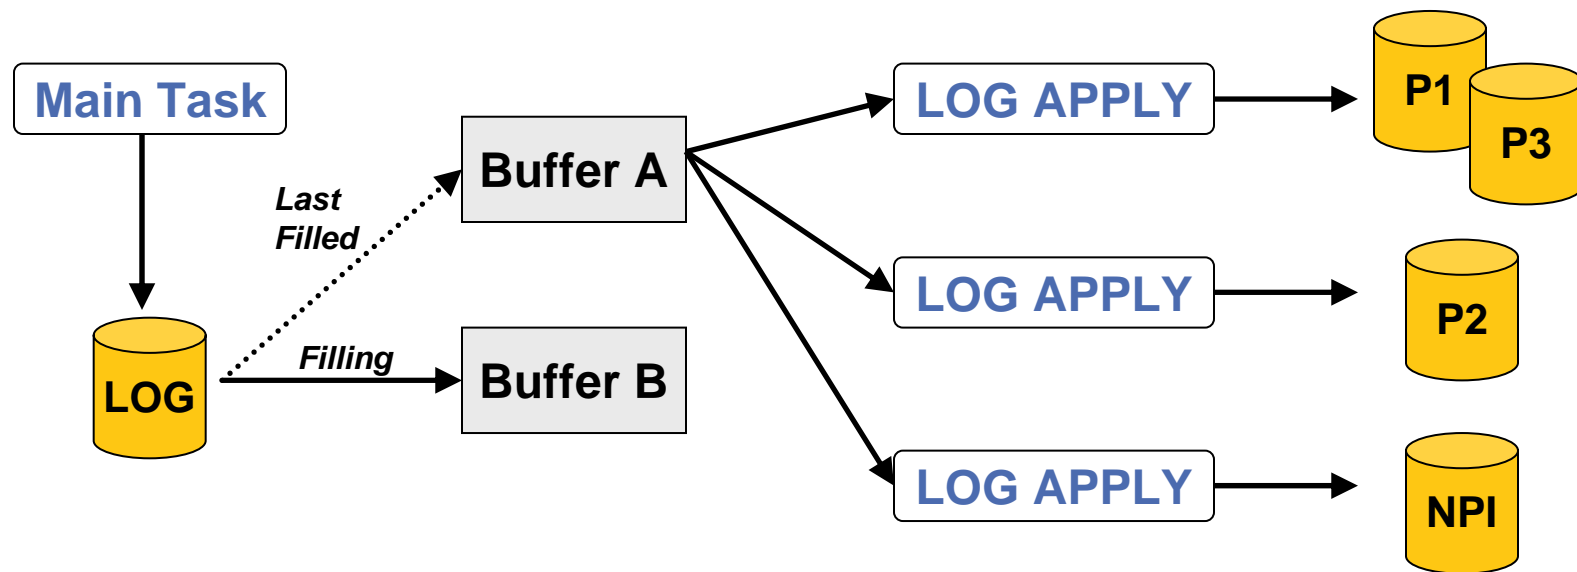 Main Task
LOG
Last
Filled
Filling
Buffer A
Buffer B
LOG APPLY
P1
P3
LOG APPLY
P2
LOG APPLY
NPI